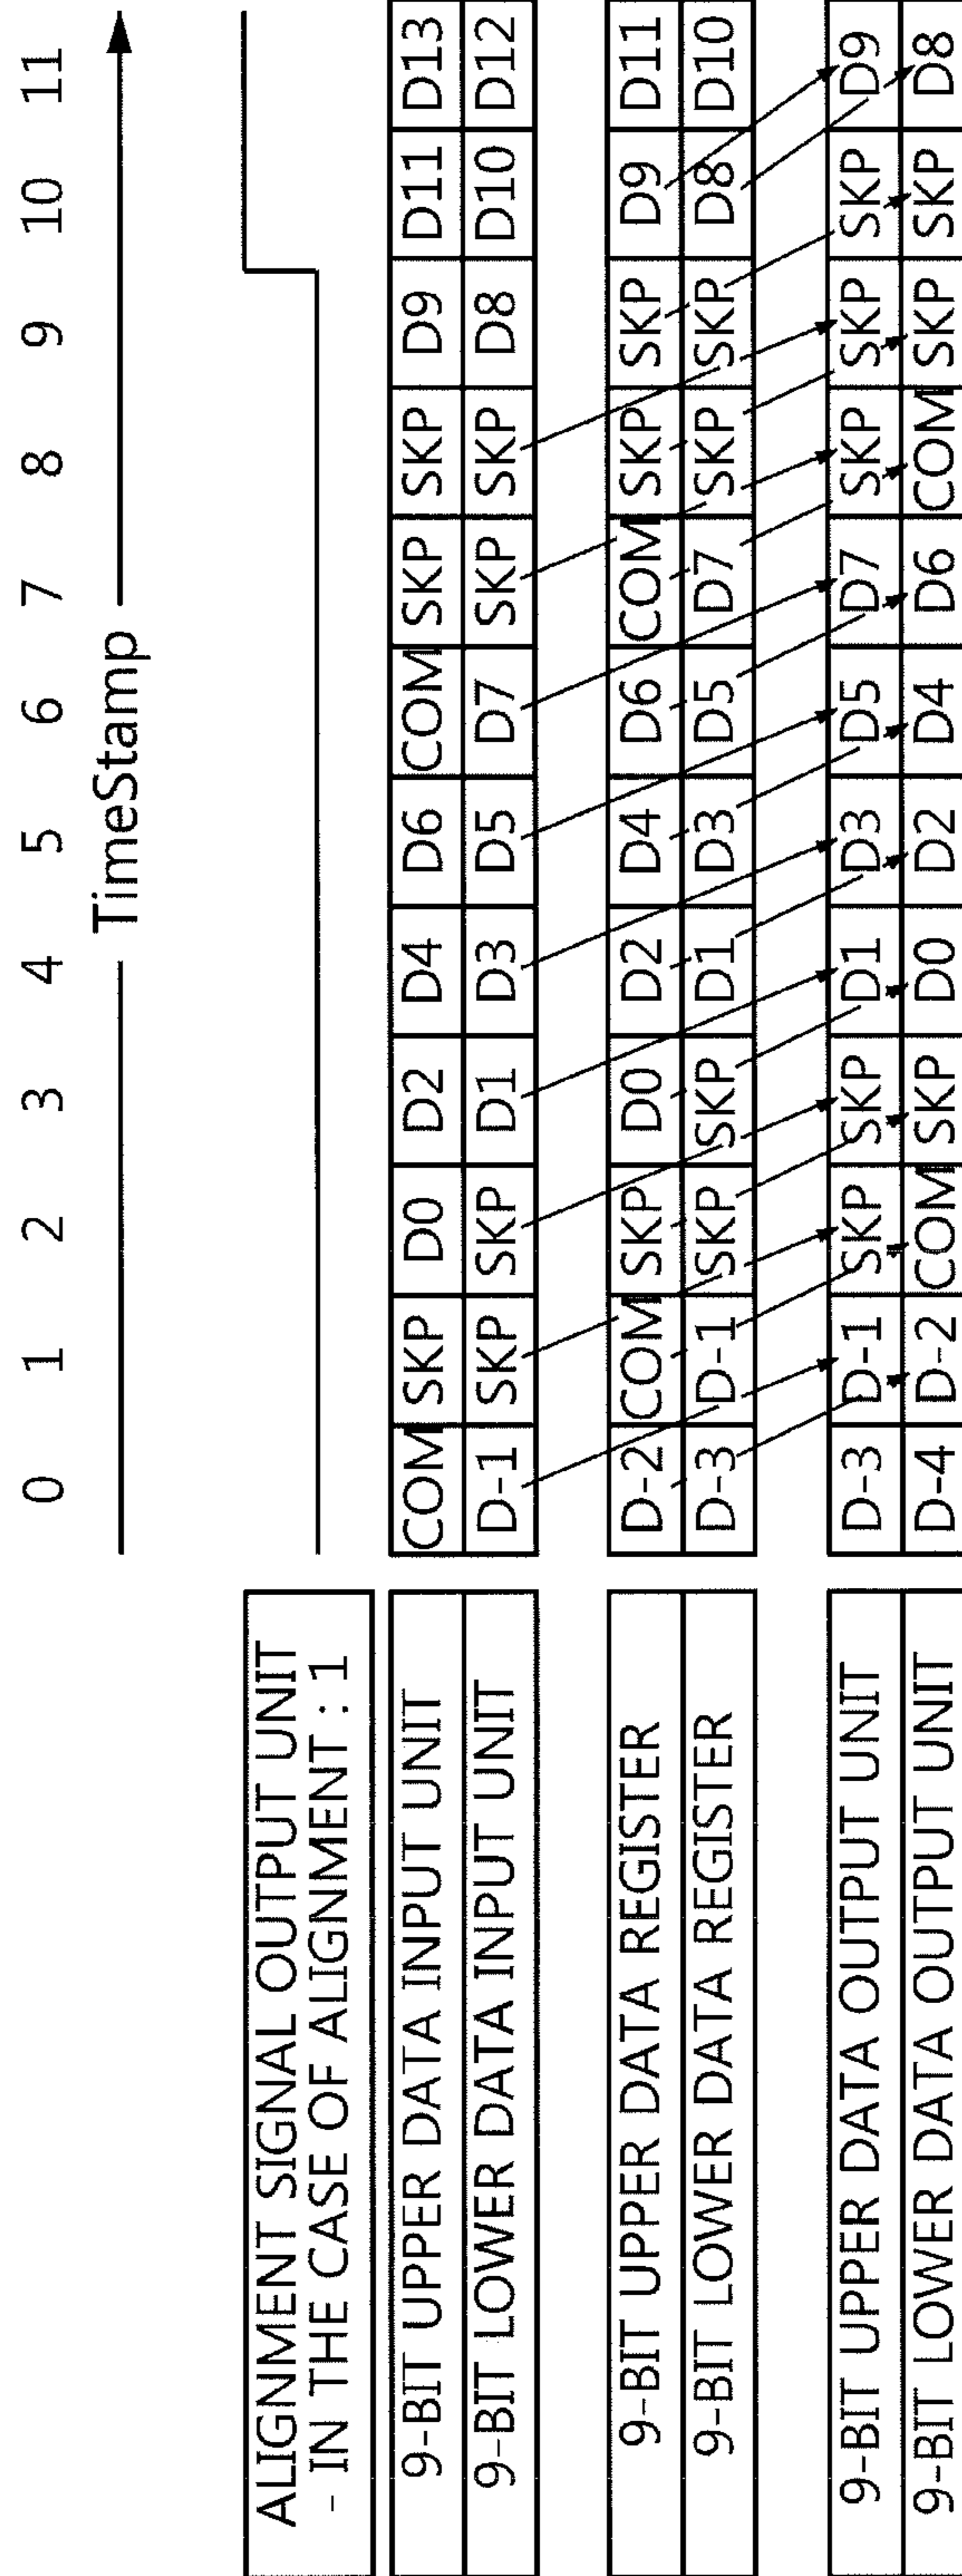 0 1 2 3 4 5 6 7 8 9 10 11
TimeStamp
ALIGNMENT SIGNAL OUTPUT UNIT
- IN THE CASE OF ALIGNMENT : 1
9-BIT UPPER DATA INPUT UNIT COM SKP D0 D2 D4 D6 COM SKP SKP D9 D11 D13
9-BIT LOWER DATA INPUT UNIT D-1 SKP SKP D1 D3 D5 D7 SKP SKP D8 D10 D12
9-BIT UPPER DATA REGISTER D-2 COM SKP D0 D2 D4 D6 COM SKP SKP D9 D11
9-BIT LOWER DATA REGISTER D-3 D-1 SKP SKP D1 D3 D5 D7 SKP SKP D8 D10
9-BIT UPPER DATA OUTPUT UNIT D-3 D-1 SKP SKP D1 D3 D5 D7 SKP SKP SKP D9
9-BIT LOWER DATA OUTPUT UNIT D-4 D-2 COM SKP D0 D2 D4 D6 COM SKP SKP D8